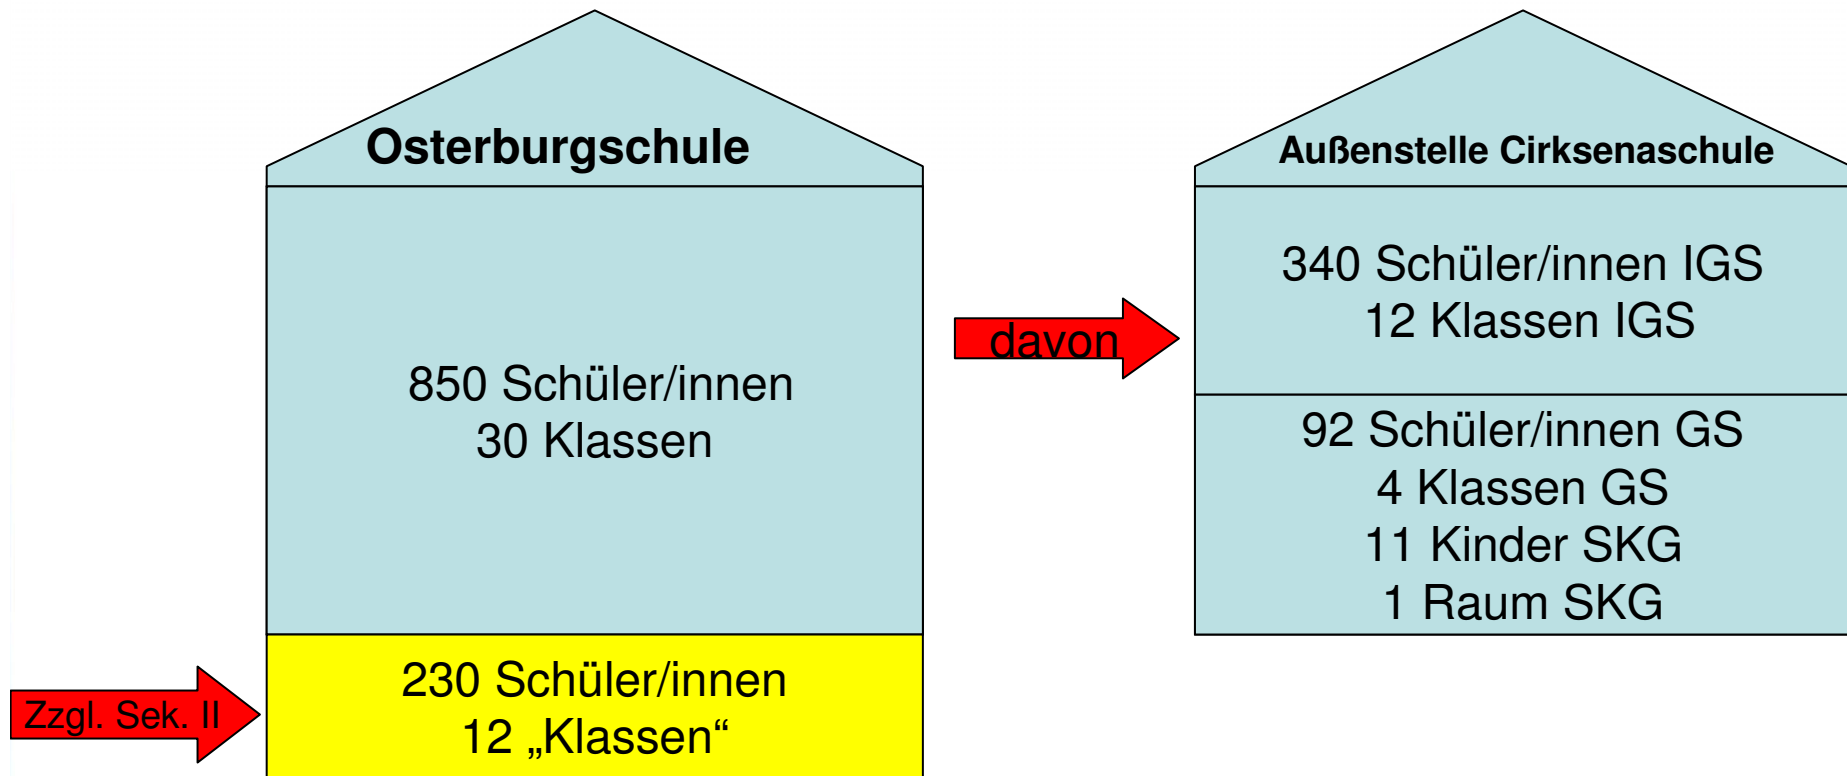 Osterburgschule
850 Schüler/innen
30 Klassen
Zzgl. Sek. II
230 Schüler/innen
12 „Klassen“
davon
Außenstelle Cirksenaschule
340 Schüler/innen IGS
12 Klassen IGS
92 Schüler/innen GS
4 Klassen GS
11 Kinder SKG
1 Raum SKG